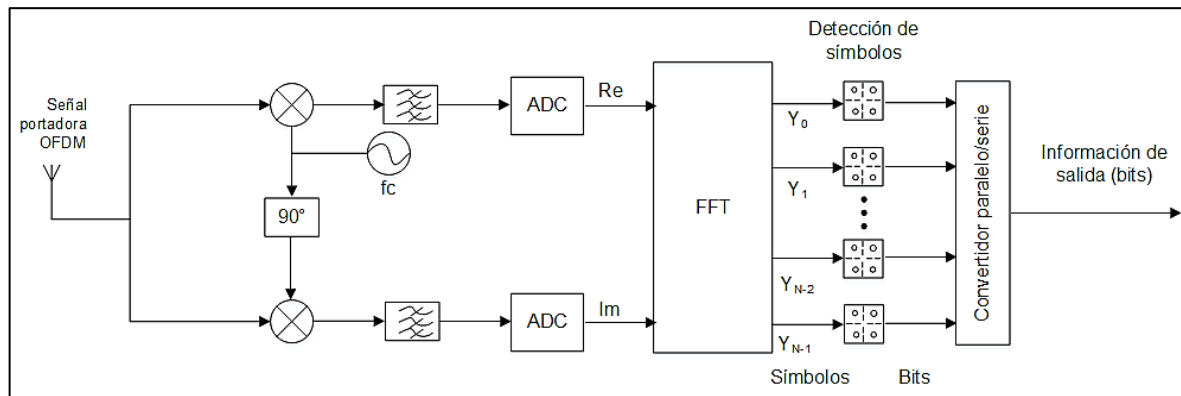 Señal
portadora
OFDM
fc
90°
ADC
Re
ADC
Im
FFT
Detección de
símbolos
Y0
Y1
YN-2
YN-1
Símbolos
Bits
Convertidor paralelo/serie
Información de
salida (bits)